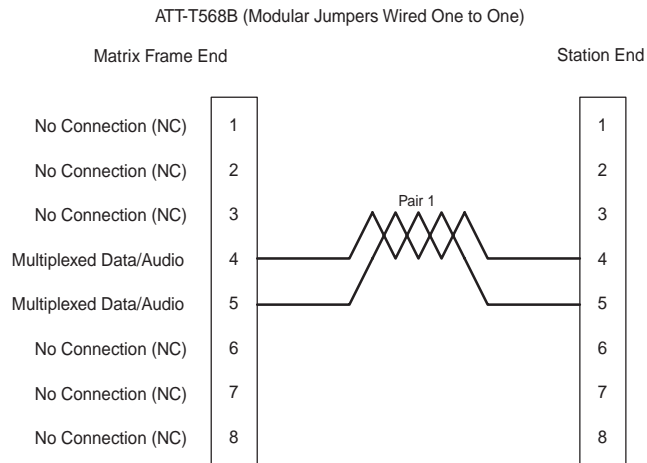 ATT-T568B (Modular Jumpers Wired One to One)
Matrix Frame End Station End
No Connection (NC) 1 1
No Connection (NC) 2 2
Pair 1
No Connection (NC) 3 3
Multiplexed Data/Audio 4 4
Multiplexed Data/Audio 5 5
No Connection (NC) 6 6
No Connection (NC) 7 7
No Connection (NC) 8 8